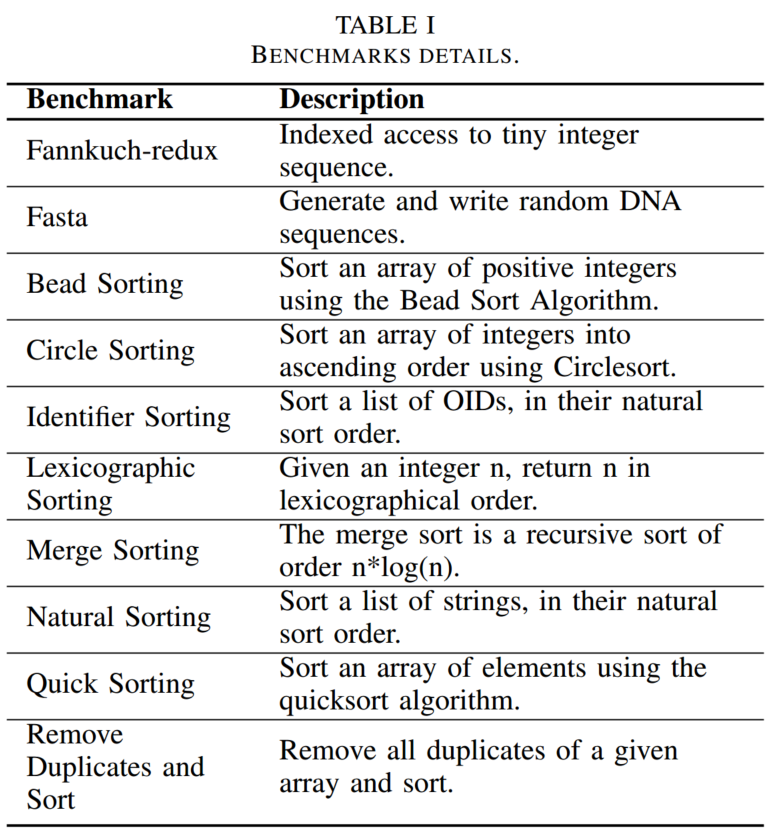 TABLE I
BENCHMARKS DETAILS.
Benchmark Description
Fannkuch-redux Indexed access to tiny integer
sequence.
Fasta Generate and write random DNA
sequences.
Bead Sorting Sort an array of positive integers
using the Bead Sort Algorithm.
Circle Sorting Sort an array of integers into
ascending order using Circlesort.
Identifier Sorting Sort a list of OIDs, in their natural
sort order.
Lexicographic Given an integer n, return n in
Sorting lexicographical order.
Merge Sorting The merge sort is a recursive sort of
order n*log(n).
Natural Sorting Sort a list of strings, in their natural
sort order.
Quick Sorting Sort an array of elements using the
quicksort algorithm.
Remove
Duplicates and
Sort
Remove all duplicates of a given
array and sort.